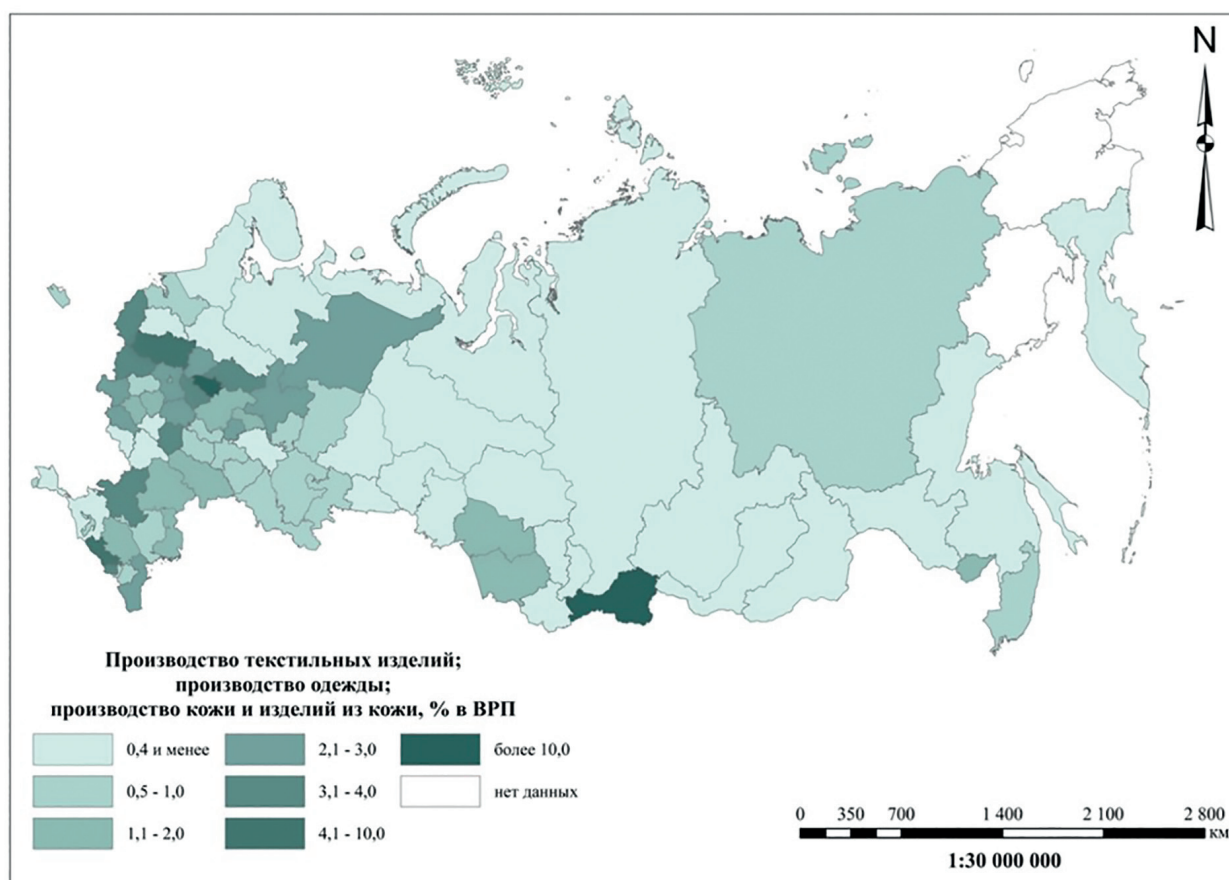 N
Производство текстильных изделий;
производство одежды;
производство кожи и изделий из кожи, % в ВРП
0,4 и менее
0,5 - 1,0
1,1 - 2,0
2,1 - 3,0
3,1 - 4,0
4,1 - 10,0
более 10,0
нет данных
0 350 700 1 400 2 100 2 800
км
1:30 000 000